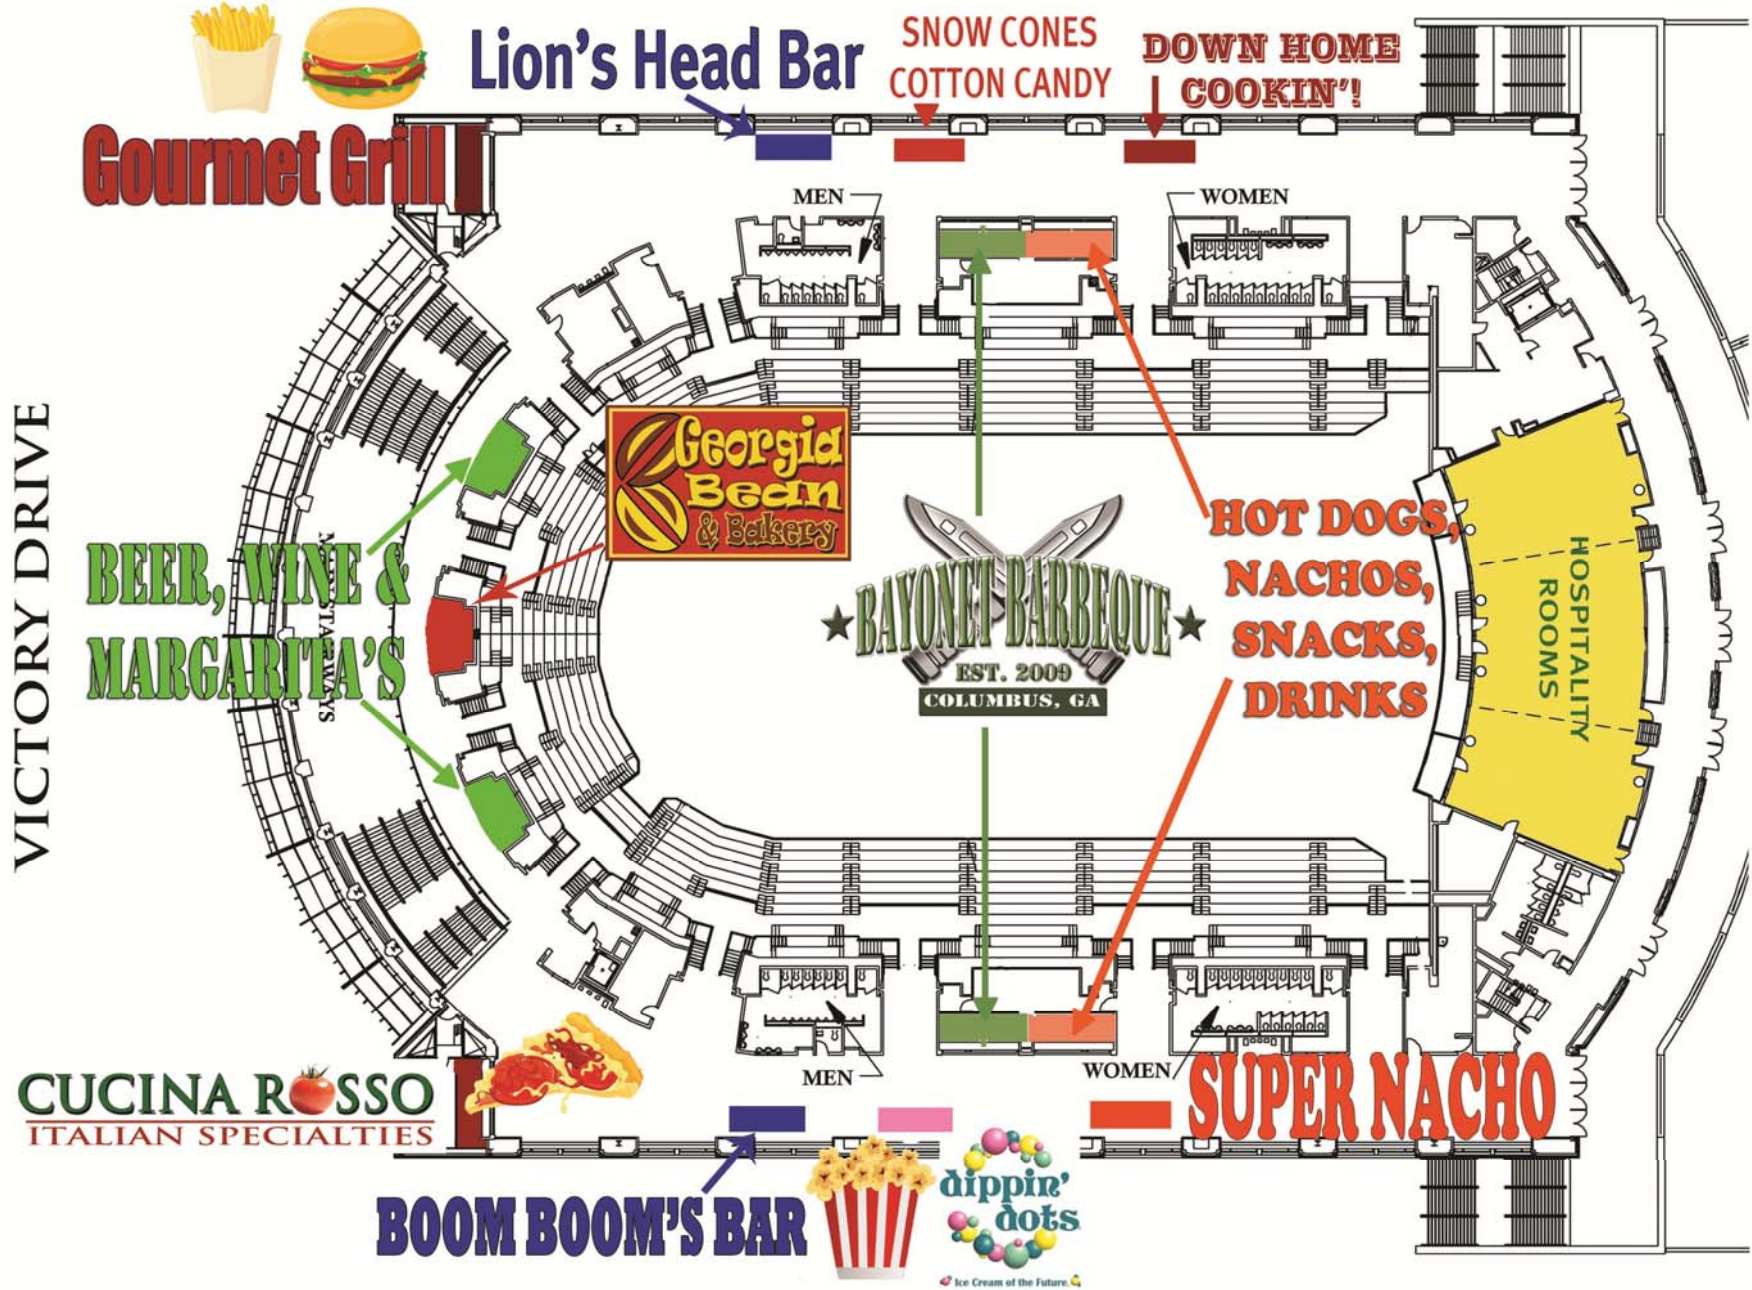 Lion's Head Bar
SNOW CONES
COTTON CANDY
DOWN HOME
COOKIN'!
Gourmet Grill
MEN
WOMEN
VICTORY DRIVE
Georgia
Bean
& Bakery
BEER, WINE &
MARGARITA'S
BAYONET BARBEQUE
EST. 2009
COLUMBUS, GA
HOT DOGS,
NACHOS,
SNACKS,
DRINKS
HOSPITALITY
ROOMS
MEN
WOMEN
SUPER NACHO
CUCINA ROSSO
ITALIAN SPECIALTIES
BOOM BOOM'S BAR
dippin'
dots
Ice Cream of the Future.